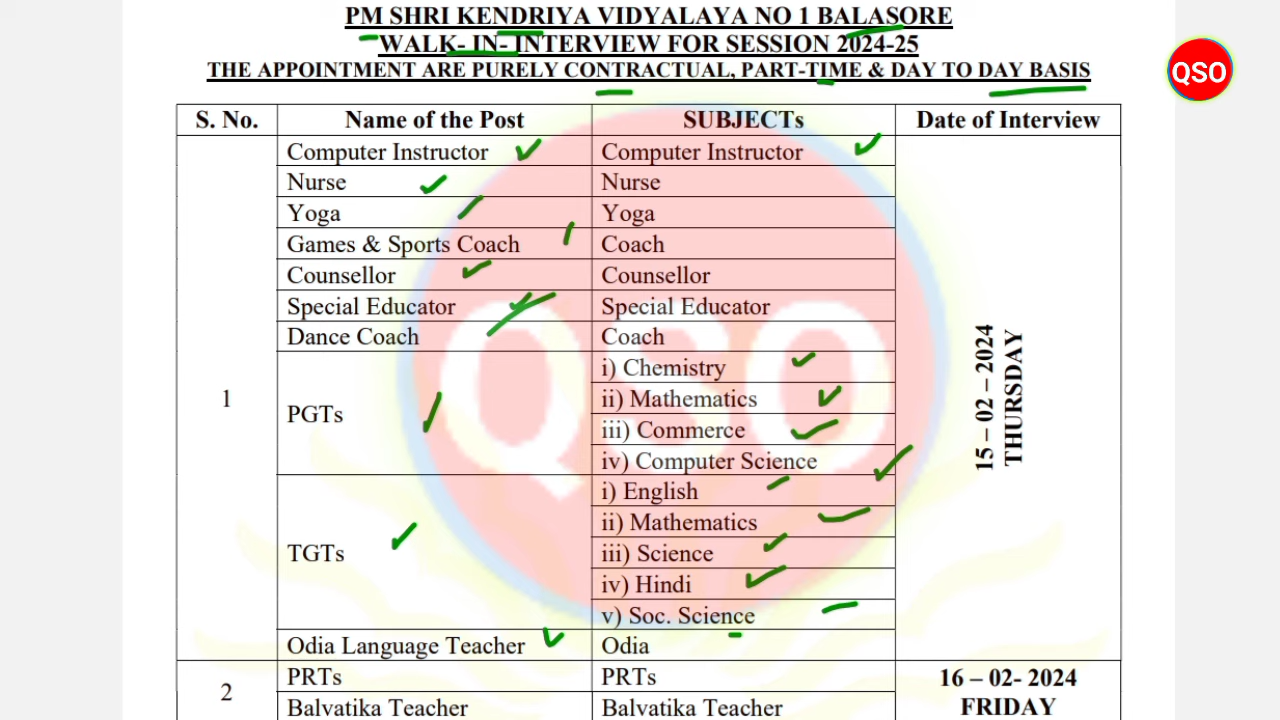 PM SHRI KENDRIYA VIDYALAYA NO 1 BALASORE
WALK- IN- INTERVIEW FOR SESSION 2024-25
THE APPOINTMENT ARE PURELY CONTRACTUAL, PART-TIME & DAY TO DAY BASIS
QSO
S. No. Name of the Post SUBJECTs Date of Interview
1
Computer Instructor Computer Instructor
Nurse Nurse
Yoga Yoga
Games & Sports Coach Coach
Counsellor Counsellor
Special Educator Special Educator
Dance Coach Coach
PGTs
i) Chemistry
ii) Mathematics
iii) Commerce
iv) Computer Science
TGTs
i) English
ii) Mathematics
iii) Science
iv) Hindi
v) Soc. Science
Odia Language Teacher Odia
15 – 02 – 2024
THURSDAY
2
PRTs PRTs
Balvatika Teacher Balvatika Teacher
16 – 02- 2024
FRIDAY
QSO